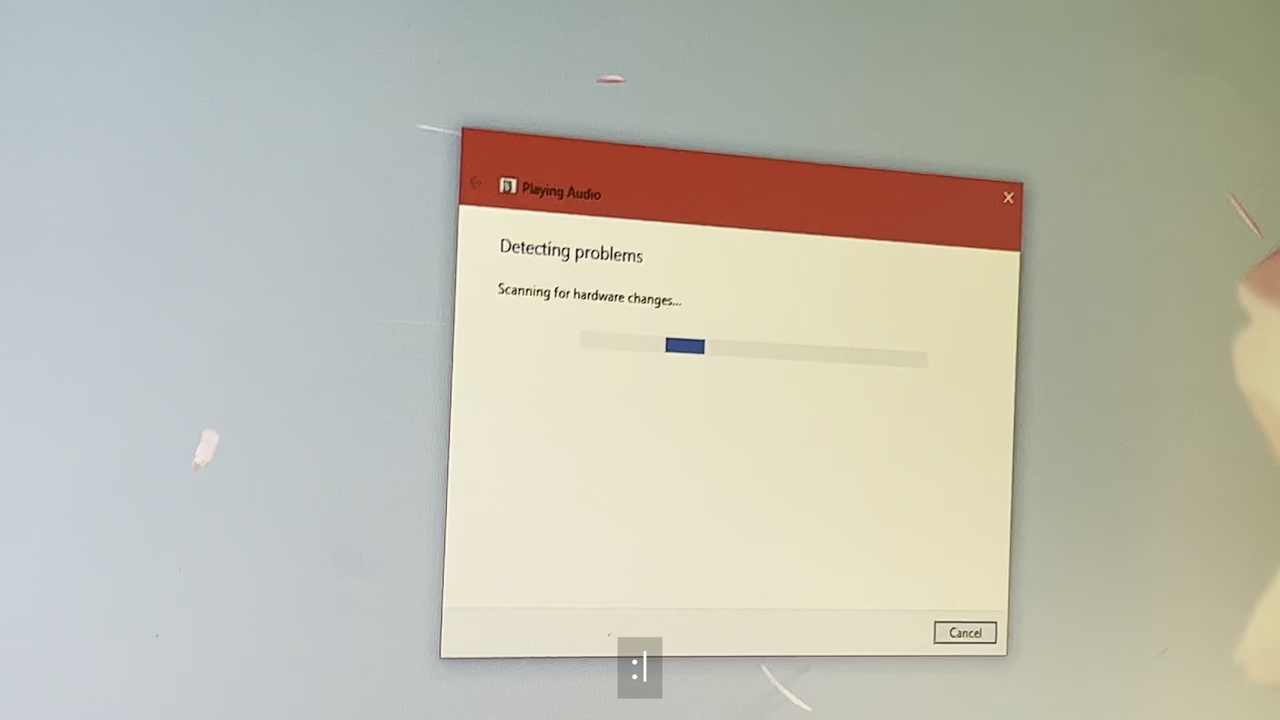 Playing Audio
Detecting problems
Scanning for hardware changes...
Cancel
:|